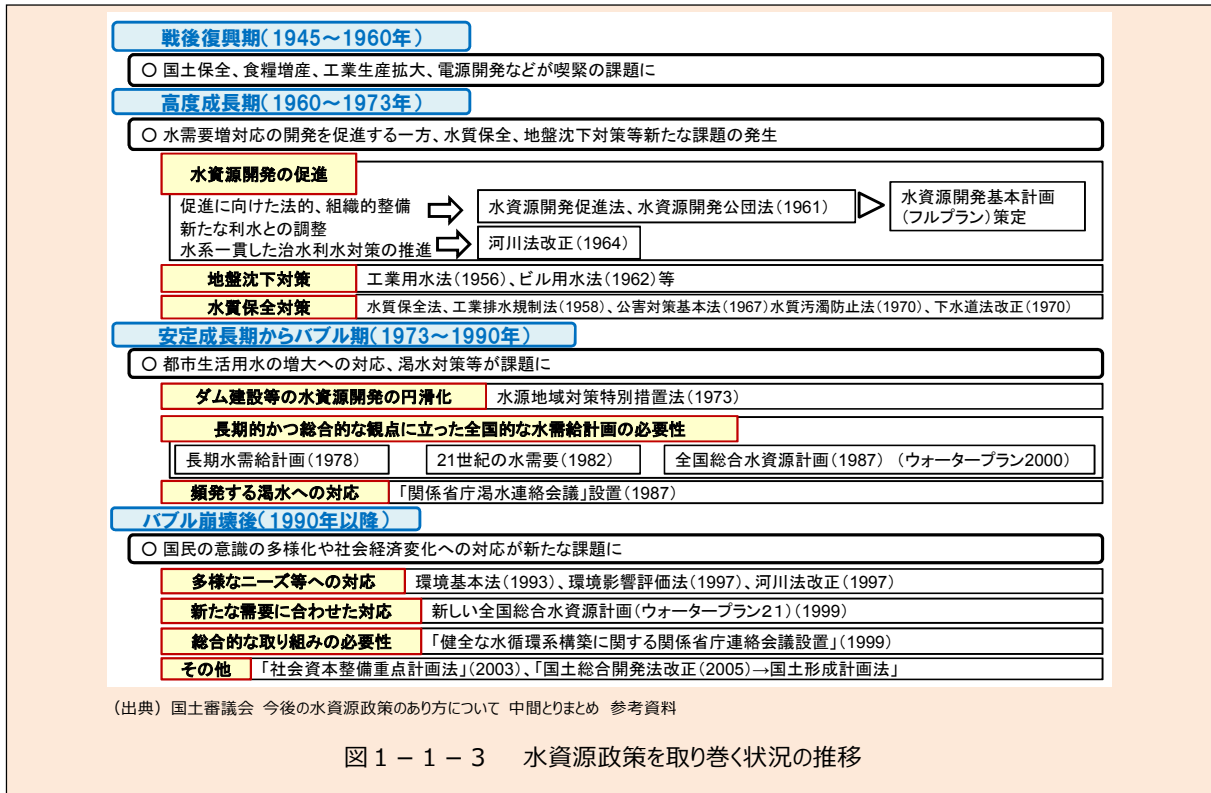 戦後復興期(1945～1960年)
〇 国土保全、食糧増産、工業生産拡大、電源開発などが喫緊の課題に
高度成長期(1960～1973年)
〇 水需要増対応の開発を促進する一方、水質保全、地盤沈下対策等新たな課題の発生
水資源開発の促進
促進に向けた法的、組織的整備
水資源開発促進法、水資源開発公団法(1961)
水資源開発基本計画
(フルプラン)策定
新たな利水との調整
水系一貫した治水利水対策の推進
河川法改正(1964)
地盤沈下対策 工業用水法(1956)、ビル用水法(1962)等
水質保全対策 水質保全法、工業排水規制法(1958)、公害対策基本法(1967)水質汚濁防止法(1970)、下水道法改正(1970)
安定成長期からバブル期(1973～1990年)
〇 都市生活用水の増大への対応、渇水対策等が課題に
ダム建設等の水資源開発の円滑化 水源地域対策特別措置法(1973)
長期的かつ総合的な観点に立った全国的な水需給計画の必要性
長期水需給計画(1978) 21世紀の水需要(1982) 全国総合水資源計画(1987) (ウォータープラン2000)
頻発する渇水への対応 「関係省庁渇水連絡会議」設置(1987)
バブル崩壊後(1990年以降)
〇 国民の意識の多様化や社会経済変化への対応が新たな課題に
多様なニーズ等への対応 環境基本法(1993)、環境影響評価法(1997)、河川法改正(1997)
新たな需要に合わせた対応 新しい全国総合水資源計画(ウォータープラン21)(1999)
総合的な取り組みの必要性 「健全な水循環系構築に関する関係省庁連絡会議設置」(1999)
その他 「社会資本整備重点計画法」(2003)、「国土総合開発法改正(2005)→国土形成計画法」
(出典) 国土審議会 今後の水資源政策のあり方について 中間とりまとめ 参考資料
図１－１－３ 水資源政策を取り巻く状況の推移